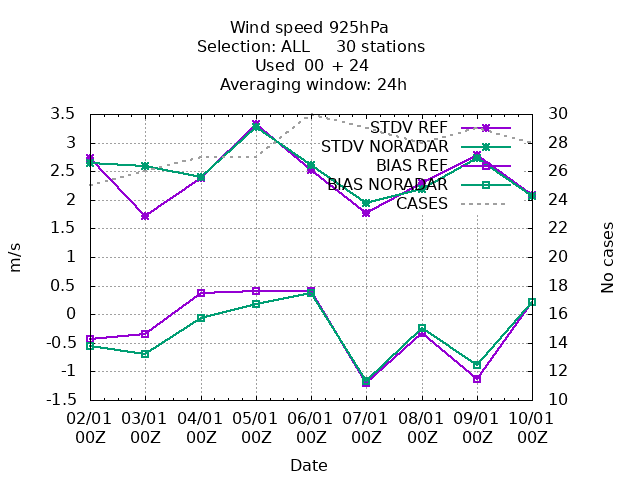 Wind speed 925hPa
Selection: ALL     30 stations
Used  00  + 24
Averaging window: 24h
3.5
3
2.5
2
1.5
1
0.5
0
-0.5
-1
-1.5
30
28
26
24
22
20
18
16
14
12
10
STDV REF
STDV NORADAR
BIAS REF
BIAS NORADAR
CASES
m/s
No cases
02/01 03/01 04/01 05/01 06/01 07/01 08/01 09/01 10/01
00Z 00Z 00Z 00Z 00Z 00Z 00Z 00Z 00Z
Date